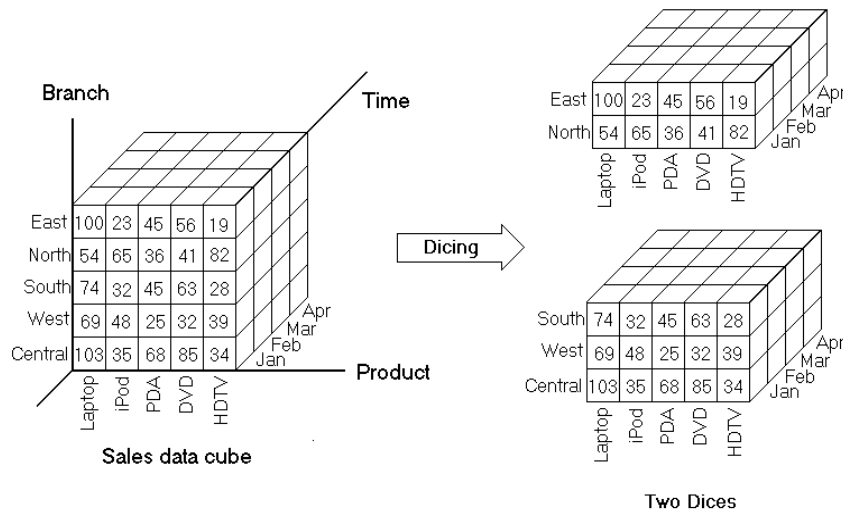 Branch
Time
East 100 23 45 56 19
North 54 65 36 41 82
South 74 32 45 63 28
West 69 48 25 32 39
Central 103 35 68 85 34
Jan
Feb
Mar
Apr
Product
Laptop
iPod
PDA
DVD
HDTV
Sales data cube
Dicing
East 100 23 45 56 19
North 54 65 36 41 82
Jan
Feb
Mar
Apr
Laptop
iPod
PDA
DVD
HDTV
South 74 32 45 63 28
West 69 48 25 32 39
Central 103 35 68 85 34
Jan
Feb
Mar
Apr
Laptop
iPod
PDA
DVD
HDTV
Two Dices